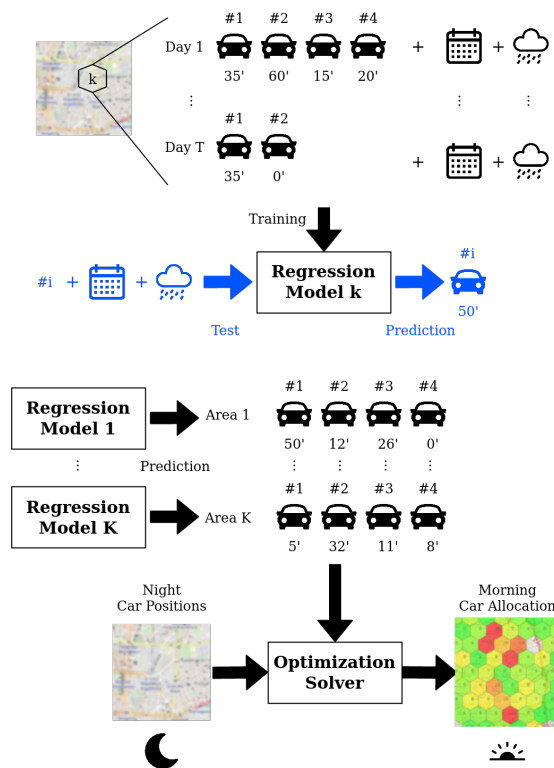 #1 #2 #3 #4
k
Day 1 + +
35' 60' 15' 20'
⋮ ⋮ ⋮
#1 #2
Day T + +
35' 0'
Training
#i
#i + +
Regression
Model k
50'
Test Prediction
#1 #2 #3 #4
Regression
Model 1
Area 1
50' 12' 26' 0'
⋮ Prediction ⋮ ⋮ ⋮ ⋮
#1 #2 #3 #4
Regression
Model K
Area K
5' 32' 11' 8'
Night
Car Positions
Morning
Car Allocation
Optimization
Solver